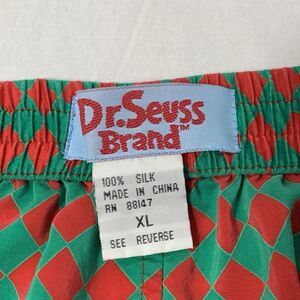 Dr. Seuss
Brand™
100% SILK
MADE IN CHINA
RN 88147
XL
SEE REVERSE